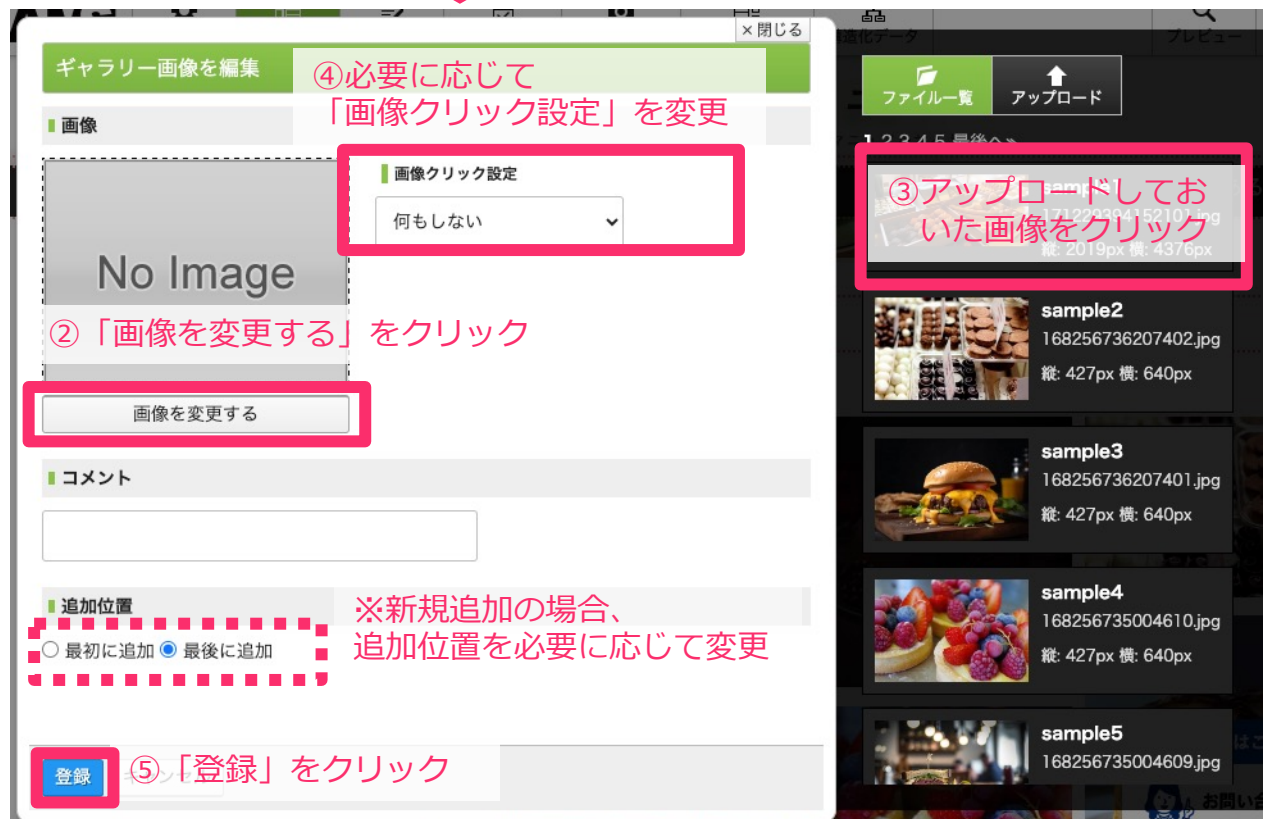 ×閉じる
プレビュー
ギャラリー画像を編集
④必要に応じて
「画像クリック設定」を変更
画像
画像クリック設定
何もしない
No Image
②「画像を変更する」をクリック
画像を変更する
コメント
追加位置
※新規追加の場合、
追加位置を必要に応じて変更
最初に追加 最後に追加
登録
⑤「登録」をクリック
ファイル一覧 アップロード
1 2 3 4 5 最後へ»
③アップロードしてお
いた画像をクリック
sample1
縦: 2019px 横: 4376px
sample2
168256736207402.jpg
縦: 427px 横: 640px
sample3
168256736207401.jpg
縦: 427px 横: 640px
sample4
168256735004610.jpg
縦: 427px 横: 640px
sample5
168256735004609.jpg